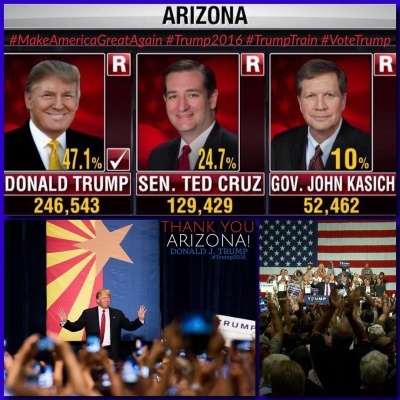 ARIZONA
#MakeAmericaGreatAgain #Trump2016 #TrumpTrain #VoteTrump
R
R
R
47.1%
24.7%
10%
DONALD TRUMP
SEN. TED CRUZ
GOV. JOHN KASICH
246,543
129,429
52,462
THANK YOU
ARIZONA!
DONALD J. TRUMP
#Trump2016
TRUMP
TRUMP